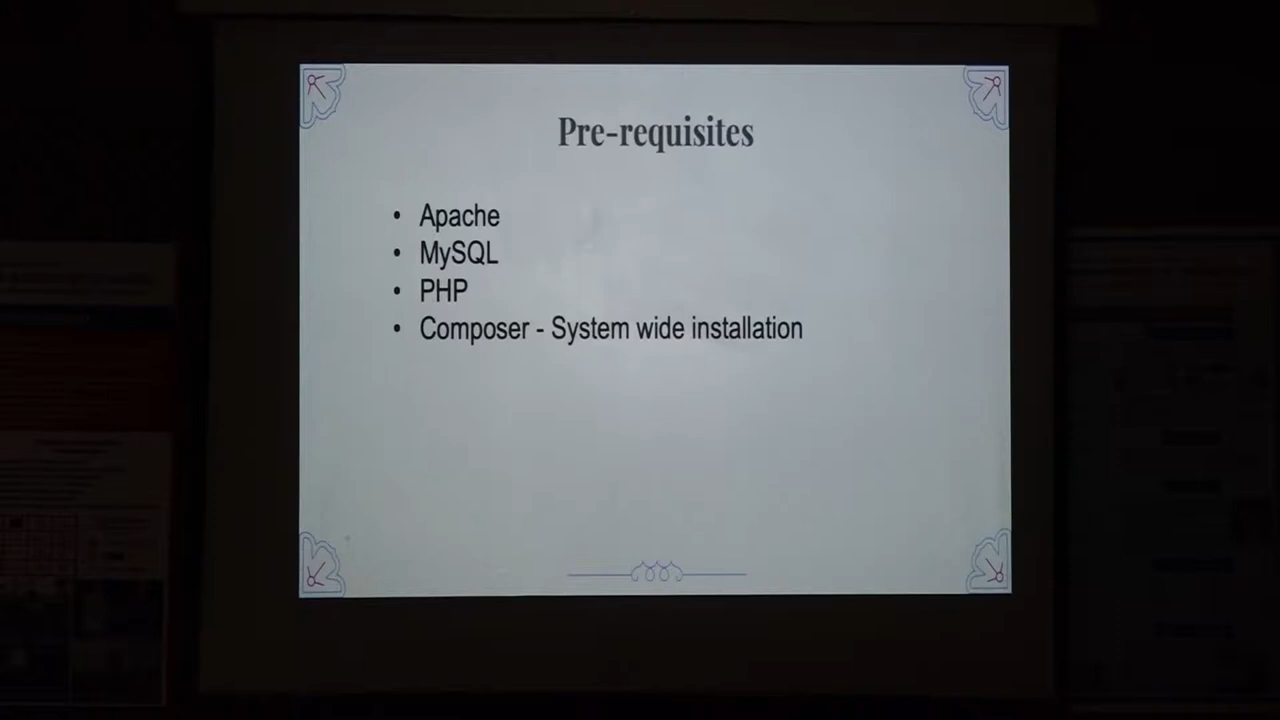 Pre-requisites
• Apache
• MySQL
• PHP
• Composer - System wide installation